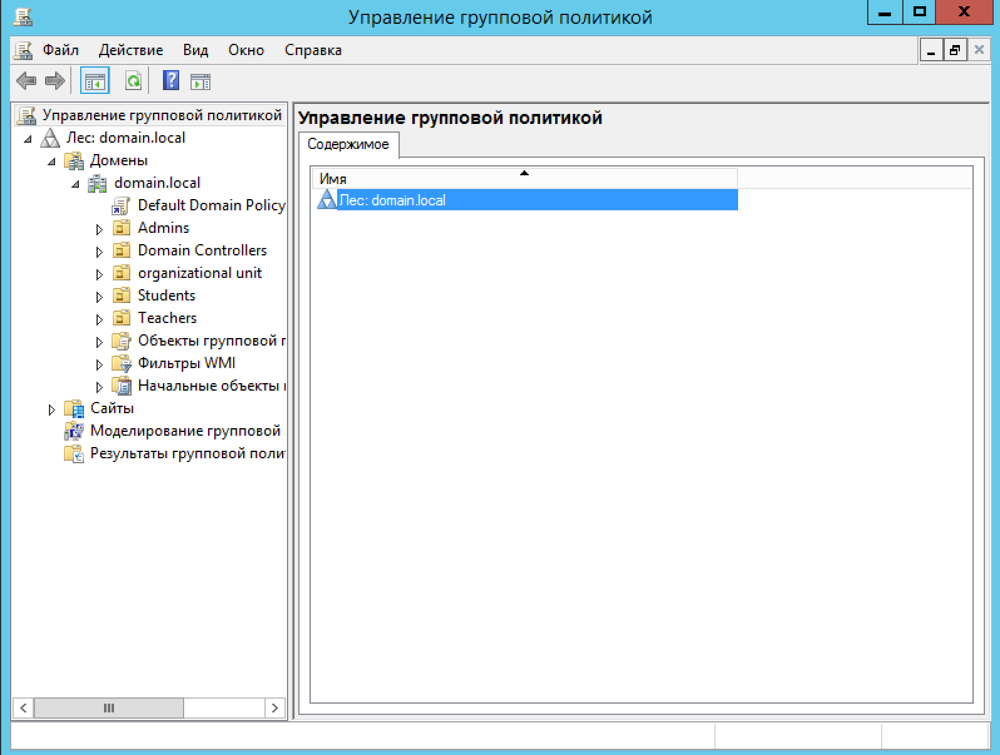 Управление групповой политикой
Файл Действие Вид Окно Справка
Управление групповой политикой
Лес: domain.local
Домены
domain.local
Default Domain Policy
Admins
Domain Controllers
organizational unit
Students
Teachers
Объекты групповой
Фильтры WMI
Начальные объекты
Сайты
Моделирование групповой
Результаты групповой поли
Управление групповой политикой
Содержимое
Имя
Лес: domain.local